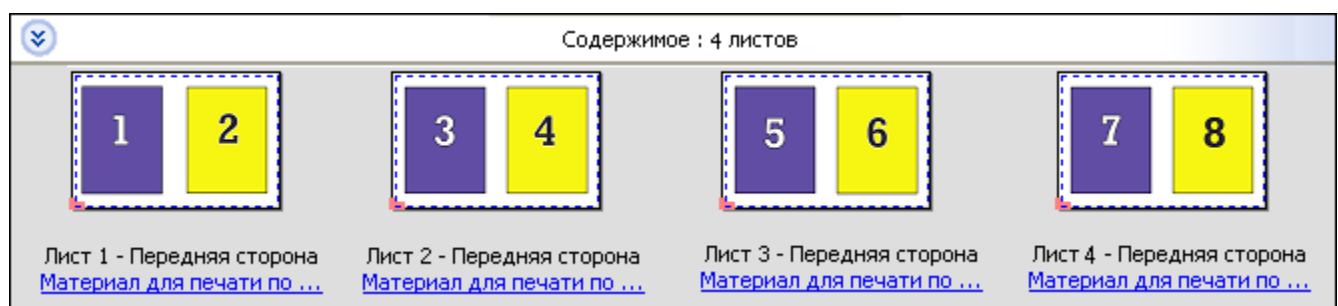 Содержимое : 4 листов
1 2 3 4 5 6 7 8
Лист 1 - Передняя сторона Лист 2 - Передняя сторона Лист 3 - Передняя сторона Лист 4 - Передняя сторона
Материал для печати по ... Материал для печати по ... Материал для печати по ... Материал для печати по ...